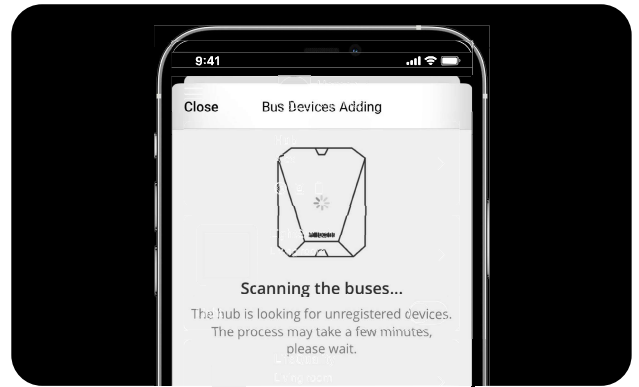 9:41
Close
Bus Devices Adding
Scanning the buses...
The hub is looking for unregistered devices.
The process may take a few minutes,
please wait.